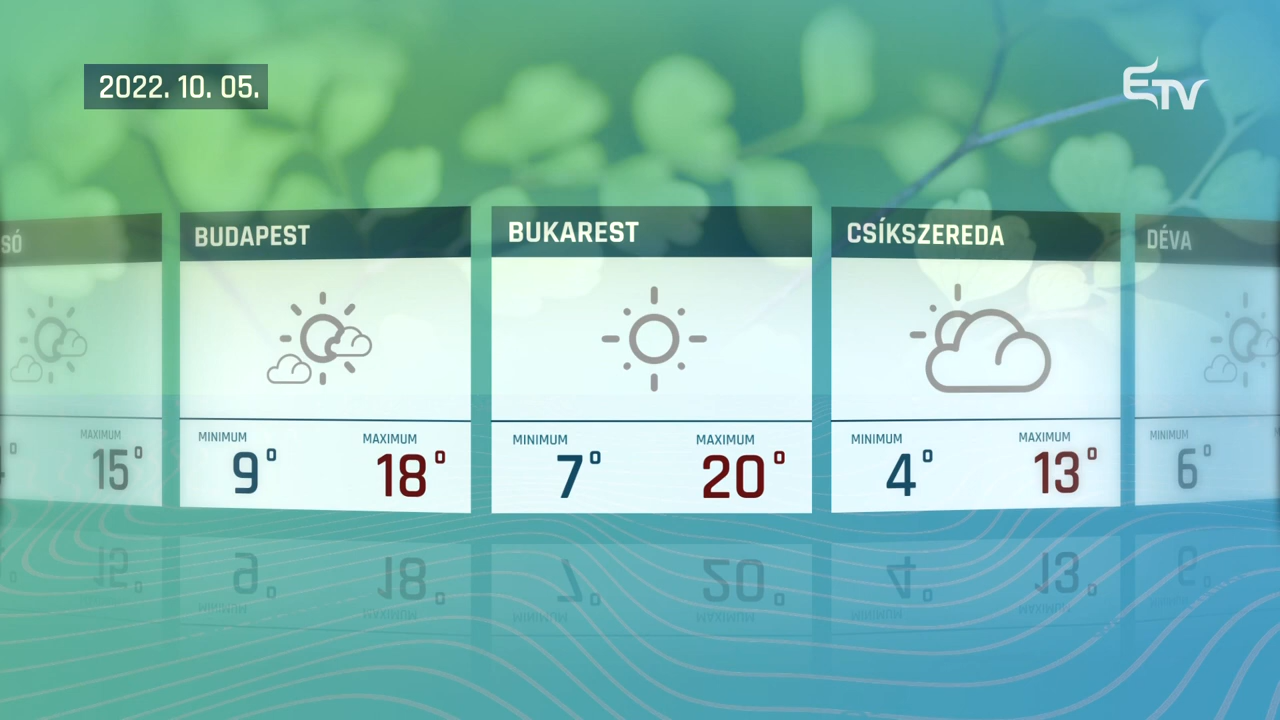 2022. 10. 05.
ETV
SÓ
MAXIMUM
15°
BUDAPEST
MINIMUM
MAXIMUM
9° 18°
BUKAREST
MINIMUM
MAXIMUM
7° 20°
CSÍKSZEREDA
MINIMUM
MAXIMUM
4° 13°
DÉVA
MINIMUM
6°